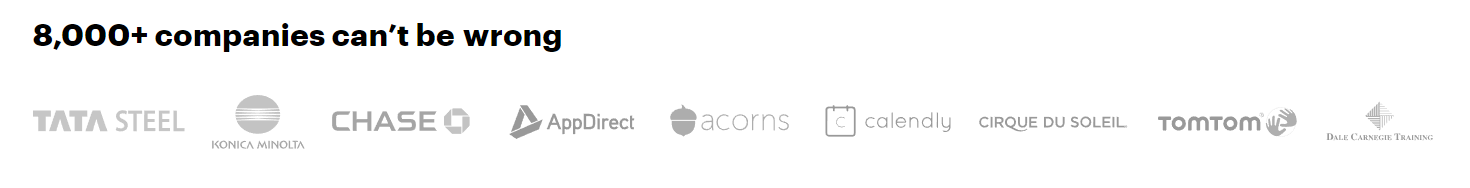 8,000+ companies can't be wrong
TATA STEEL
KONICA MINOLTA
CHASE
AppDirect
acorns
C calendly
CIRQUE DU SOLEIL.
TOMTOM
DALE CARNEGIE TRAINING